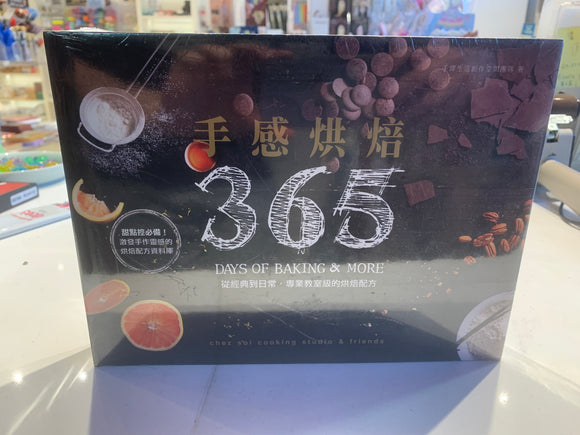 手感烘焙
365
DAYS OF BAKING & MORE
從經典到日常,專業教室級的烘焙配方
甜點控必備!
激發手作靈感的
烘焙配方資料庫
chez soi cooking studio & friends